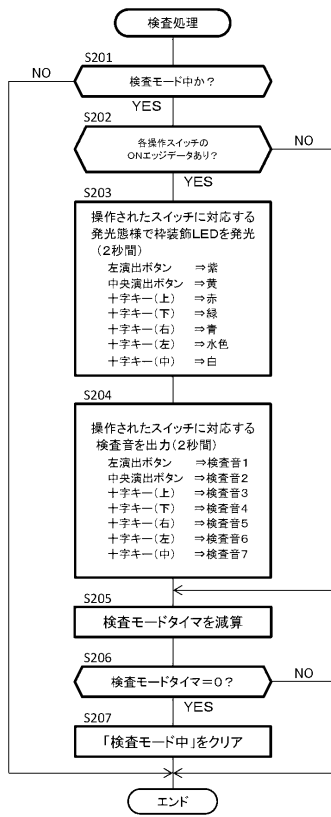 検査処理
S201
NO
検査モード中か？
YES
S202
各操作スイッチの
ONエッジデータあり？
NO
YES
S203
操作されたスイッチに対応する
発光態様で枠装飾LEDを発光
（2秒間）
左演出ボタン ⇒紫
中央演出ボタン ⇒黄
十字キー（上） ⇒赤
十字キー（下） ⇒緑
十字キー（右） ⇒青
十字キー（左） ⇒水色
十字キー（中） ⇒白
S204
操作されたスイッチに対応する
検査音を出力（2秒間）
左演出ボタン ⇒検査音1
中央演出ボタン ⇒検査音2
十字キー（上） ⇒検査音3
十字キー（下） ⇒検査音4
十字キー（右） ⇒検査音5
十字キー（左） ⇒検査音6
十字キー（中） ⇒検査音7
S205
検査モードタイマを減算
S206
検査モードタイマ＝0？
NO
YES
S207
「検査モード中」をクリア
エンド